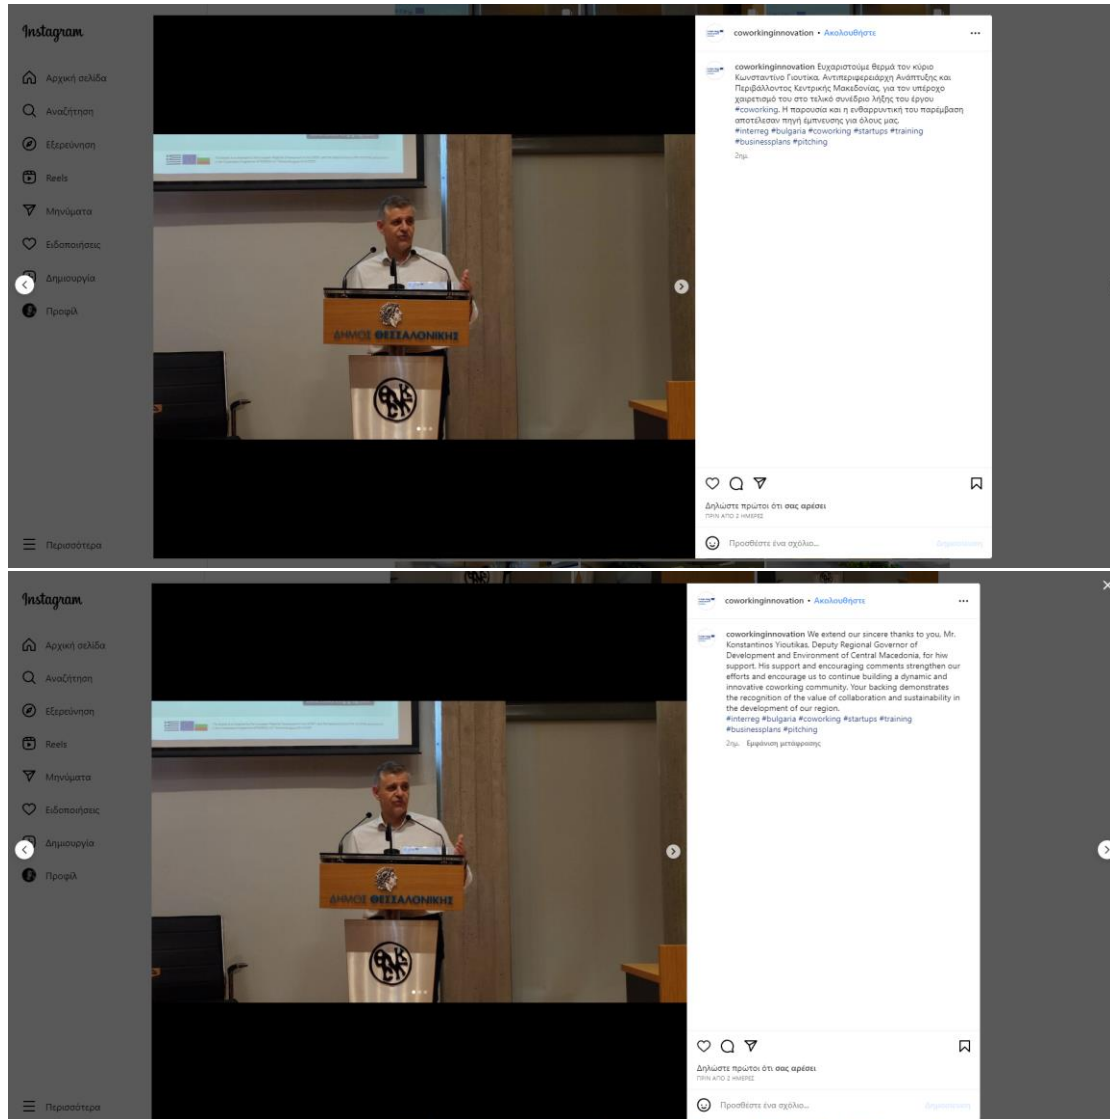 Instagram
coworkinginnovation • Ακολουθήστε
coworkinginnovation Ευχαριστούμε θερμά τον κύριο
Κωνσταντίνο Γιουτίκα, Αντιπεριφερειάρχη Ανάπτυξης και
Περιβάλλοντος Κεντρικής Μακεδονίας, για τον υπέροχο
χαιρετισμό του στο τελικό συνέδριο λήξης του έργου
#coworking. Η παρουσία και η ενθαρρυντική του παρέμβαση
αποτέλεσαν πηγή έμπνευσης για όλους μας.
#interreg #bulgaria #coworking #startups #training
#businessplans #pitching
2ημ.
Αρχική σελίδα
Αναζήτηση
Εξερεύνηση
Reels
Μηνύματα
Ειδοποιήσεις
Δημιουργία
Προφίλ
Περισσότερα
ΔΗΜΟΣ ΘΕΣΣΑΛΟΝΙΚΗΣ
Δηλώστε πρώτοι ότι σας αρέσει
ΠΡΙΝ ΑΠΟ 2 ΗΜΕΡΕΣ
Προσθέστε ένα σχόλιο...
Δημοσίευση
Instagram
coworkinginnovation • Ακολουθήστε
coworkinginnovation We extend our sincere thanks to you, Mr.
Konstantinos Yioutikas, Deputy Regional Governor of
Development and Environment of Central Macedonia, for hiw
support. His support and encouraging comments strengthen our
efforts and encourage us to continue building a dynamic and
innovative coworking community. Your backing demonstrates
the recognition of the value of collaboration and sustainability in
the development of our region.
#interreg #bulgaria #coworking #startups #training
#businessplans #pitching
2ημ. Εμφάνιση μετάφρασης
Αρχική σελίδα
Αναζήτηση
Εξερεύνηση
Reels
Μηνύματα
Ειδοποιήσεις
Δημιουργία
Προφίλ
Περισσότερα
ΔΗΜΟΣ ΘΕΣΣΑΛΟΝΙΚΗΣ
Δηλώστε πρώτοι ότι σας αρέσει
ΠΡΙΝ ΑΠΟ 2 ΗΜΕΡΕΣ
Προσθέστε ένα σχόλιο...
Δημοσίευση